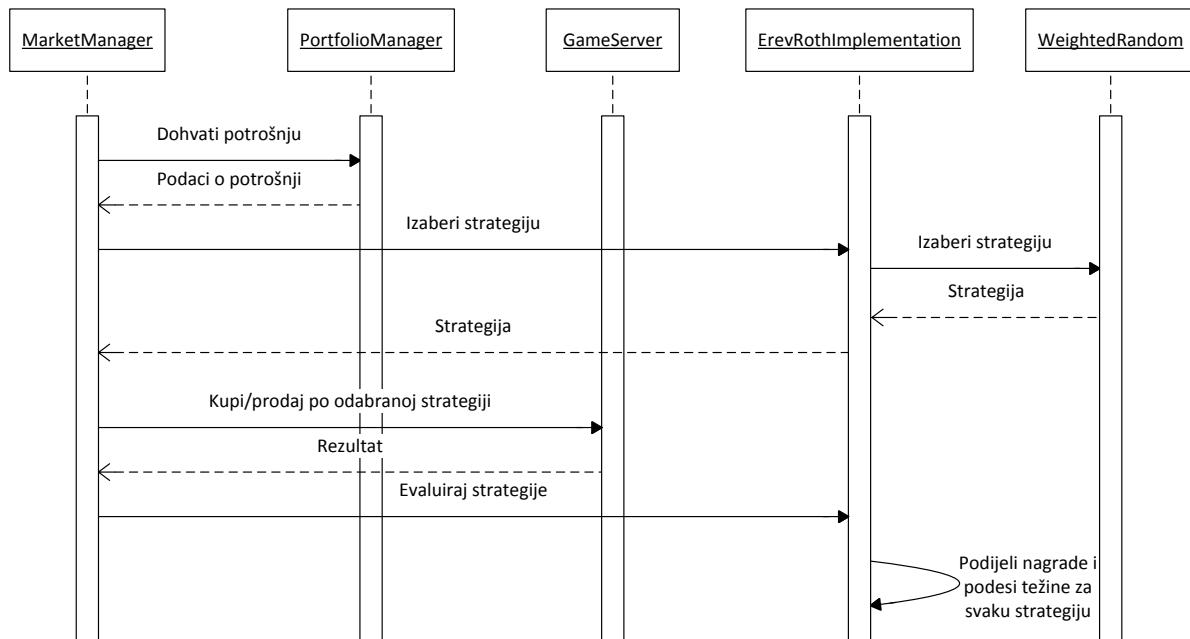 MarketManager
PortfolioManager
GameServer
ErevRothImplementation
WeightedRandom
Dohvati potrošnju
Podaci o potrošnji
Izaberi strategiju
Izaberi strategiju
Strategija
Strategija
Kupi/prodaj po odabranoj strategiji
Rezultat
Evaluiraj strategije
Podijeli nagrade i
podesi težine za
svaku strategiju